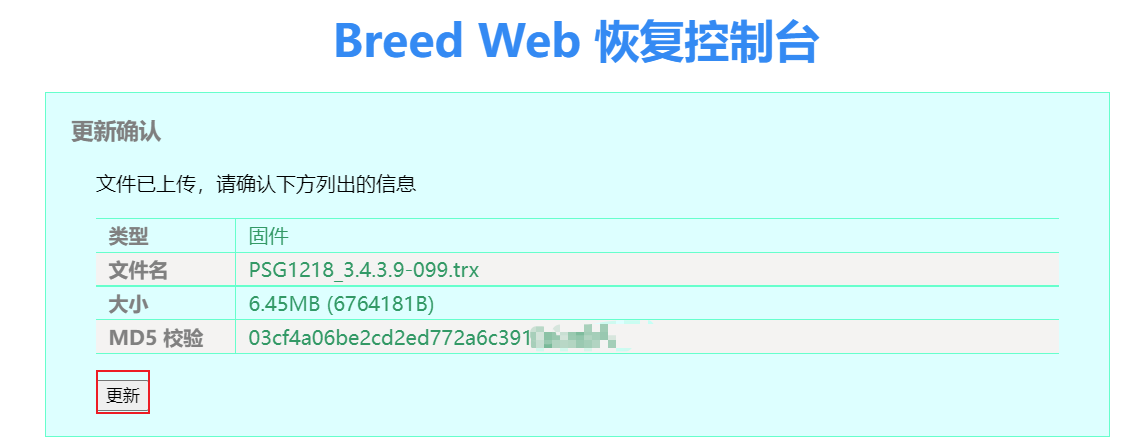 Breed Web 恢复控制台
更新确认
文件已上传，请确认下方列出的信息
类型 固件
文件名 PSG1218_3.4.3.9-099.trx
大小 6.45MB (6764181B)
MD5 校验 03cf4a06be2cd2ed772a6c391
更新